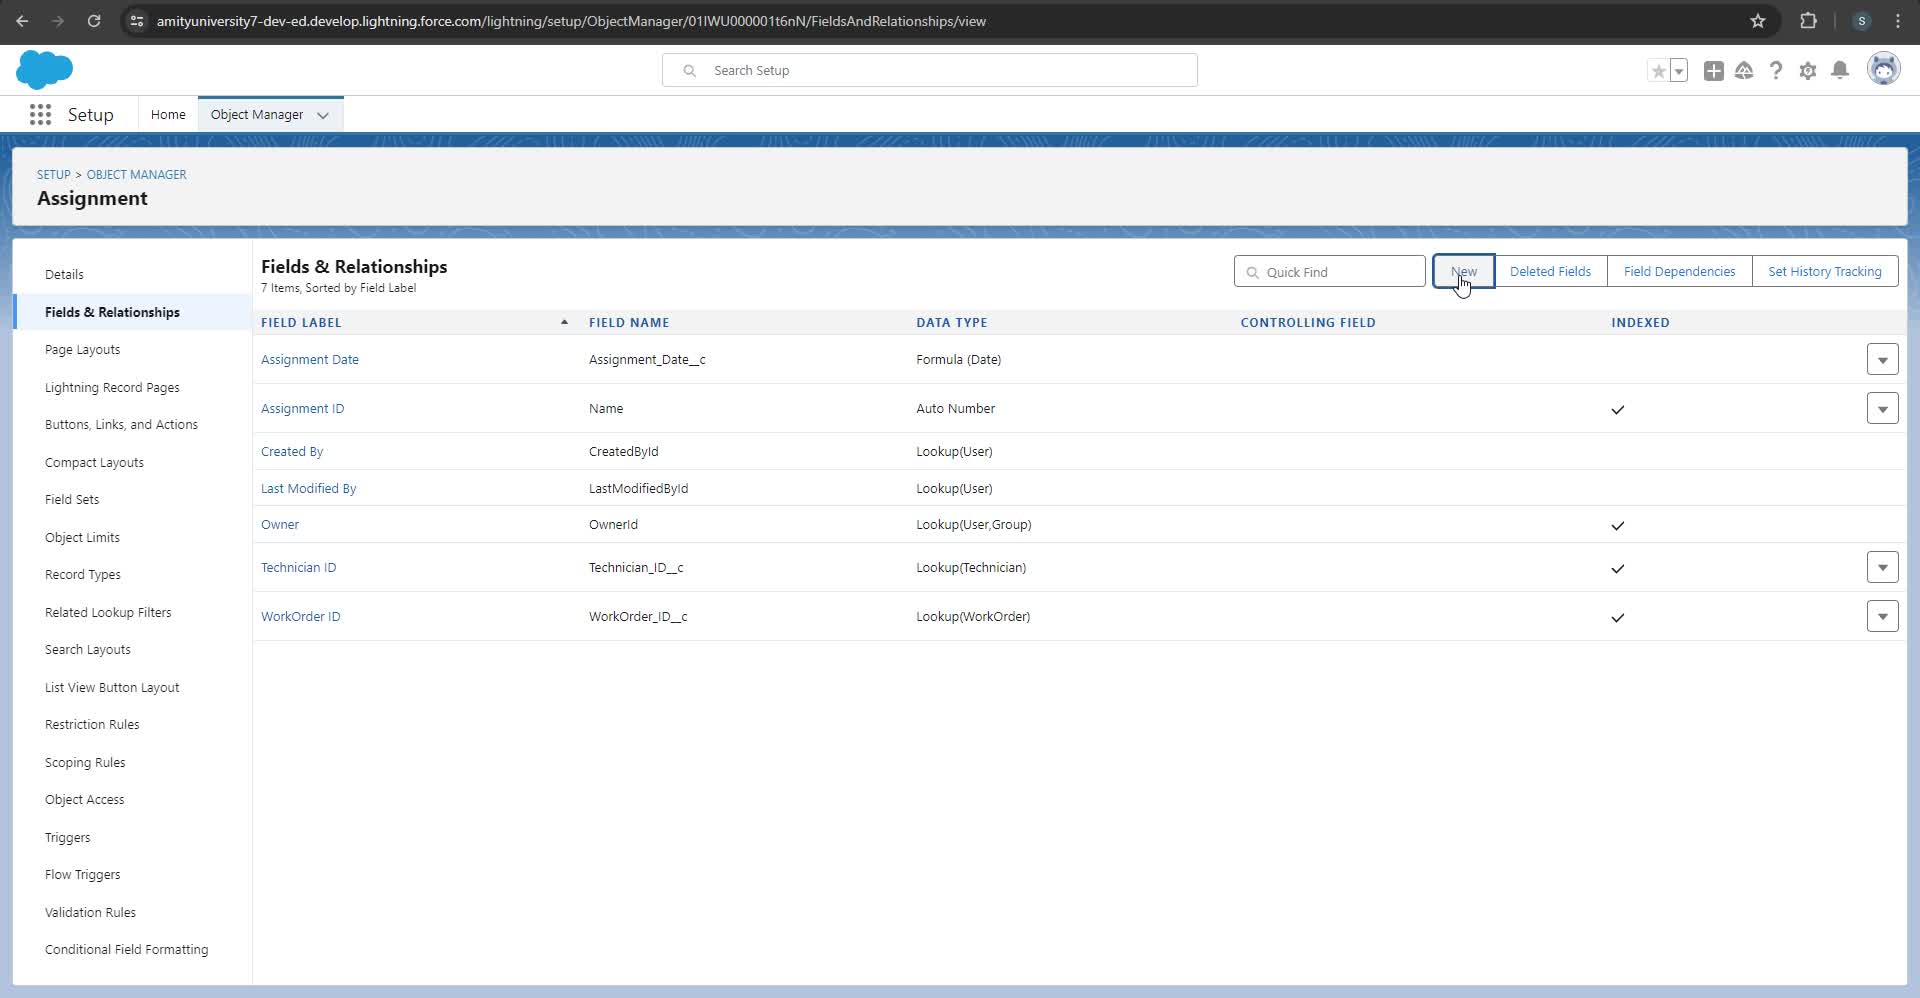 amityuniversity7-dev-ed.develop.lightning.force.com/lightning/setup/ObjectManager/01IWU000001t6nN/FieldsAndRelationships/view
S
Search Setup
Setup
Home
Object Manager
SETUP > OBJECT MANAGER
Assignment
Details
Fields & Relationships
Page Layouts
Lightning Record Pages
Buttons, Links, and Actions
Compact Layouts
Field Sets
Object Limits
Record Types
Related Lookup Filters
Search Layouts
List View Button Layout
Restriction Rules
Scoping Rules
Object Access
Triggers
Flow Triggers
Validation Rules
Conditional Field Formatting
Fields & Relationships
7 Items, Sorted by Field Label
Quick Find
New
Deleted Fields
Field Dependencies
Set History Tracking
FIELD LABEL FIELD NAME DATA TYPE CONTROLLING FIELD INDEXED
Assignment Date Assignment_Date__c Formula (Date)
Assignment ID Name Auto Number
Created By CreatedById Lookup(User)
Last Modified By LastModifiedById Lookup(User)
Owner OwnerId Lookup(User,Group)
Technician ID Technician_ID__c Lookup(Technician)
WorkOrder ID WorkOrder_ID__c Lookup(WorkOrder)